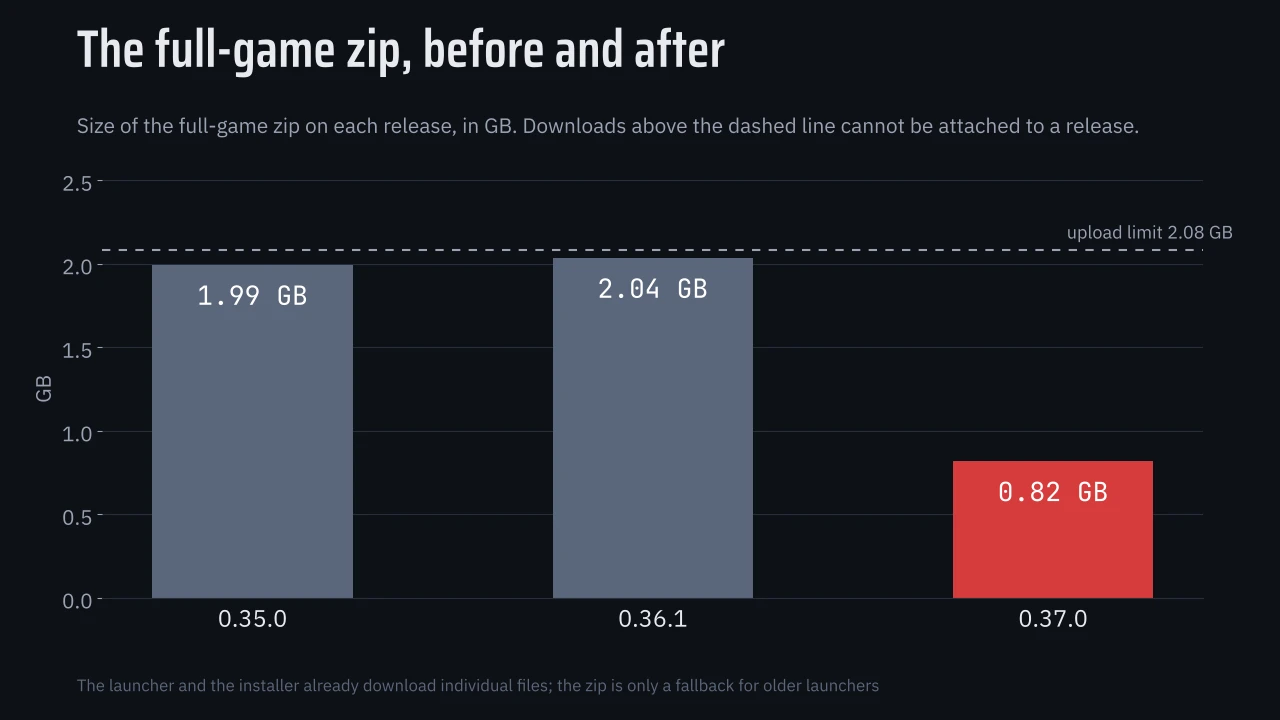 The full-game zip, before and after
Size of the full-game zip on each release, in GB. Downloads above the dashed line cannot be attached to a release.
2.5
upload limit 2.08 GB
2.0
1.99 GB
2.04 GB
1.5
GB
1.0
0.82 GB
0.5
0.0
0.35.0
0.36.1
0.37.0
The launcher and the installer already download individual files; the zip is only a fallback for older launchers